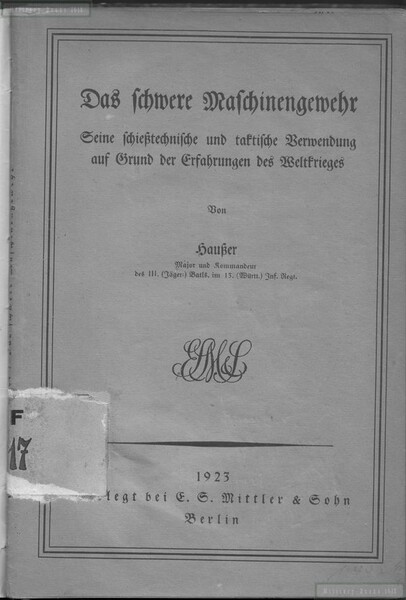 Das schwere Maschinengewehr
Seine schießtechnische und taktische Verwendung
auf Grund der Erfahrungen des Weltkrieges
Von
Haußer
Major und Kommandeur
des III. (Jäger-) Batls. im 13. (Württ.) Inf. Regt.
F
17
1923
legt bei E. S. Mittler & Sohn
Berlin